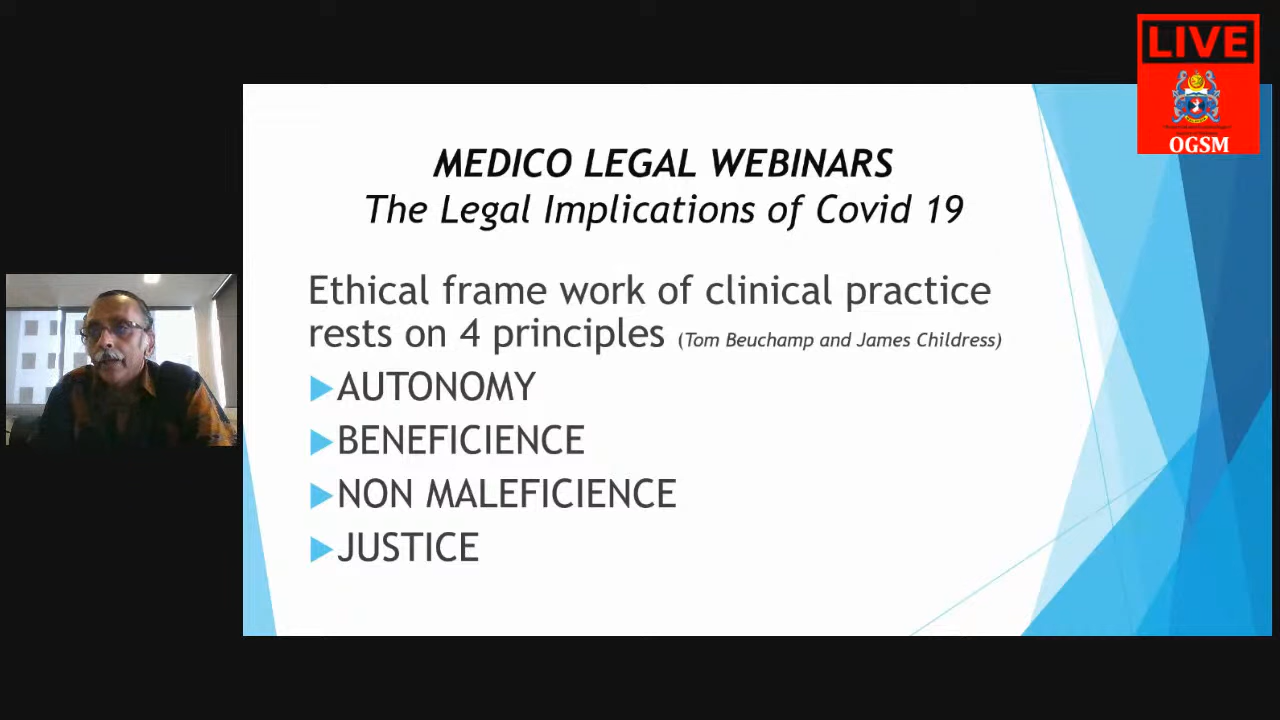 LIVE
OGSM
MEDICO LEGAL WEBINARS
The Legal Implications of Covid 19
Ethical frame work of clinical practice
rests on 4 principles (Tom Beuchamp and James Childress)
AUTONOMY
BENEFICIENCE
NON MALEFICIENCE
JUSTICE